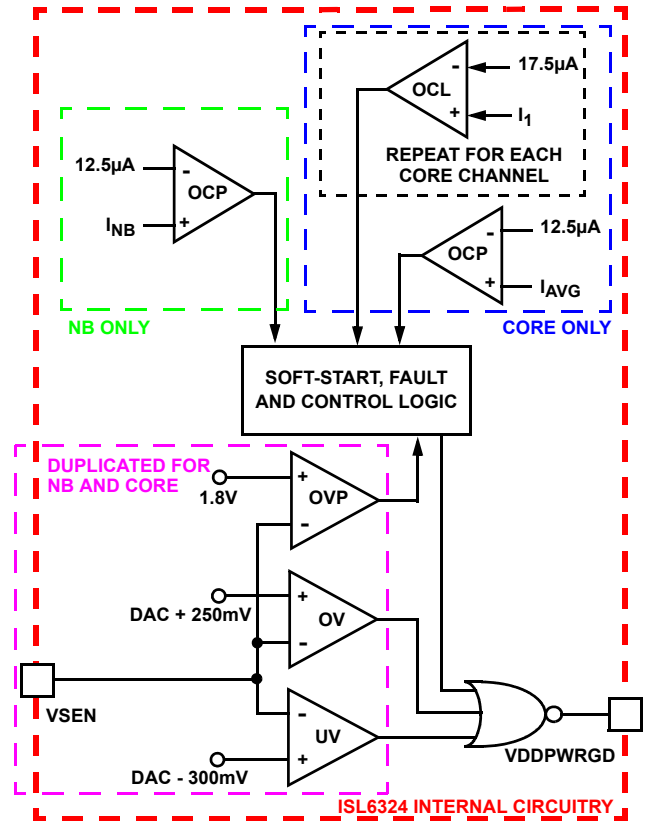 17.5µA
-
OCL
+
I1
REPEAT FOR EACH
CORE CHANNEL
12.5µA
-
OCP
+
INB
12.5µA
-
OCP
+
IAVG
NB ONLY
CORE ONLY
SOFT-START, FAULT
AND CONTROL LOGIC
DUPLICATED FOR
NB AND CORE
+
1.8V
OVP
-
+
DAC + 250mV
OV
-
VSEN
-
UV
+
DAC - 300mV
VDDPWRGD
ISL6324 INTERNAL CIRCUITRY